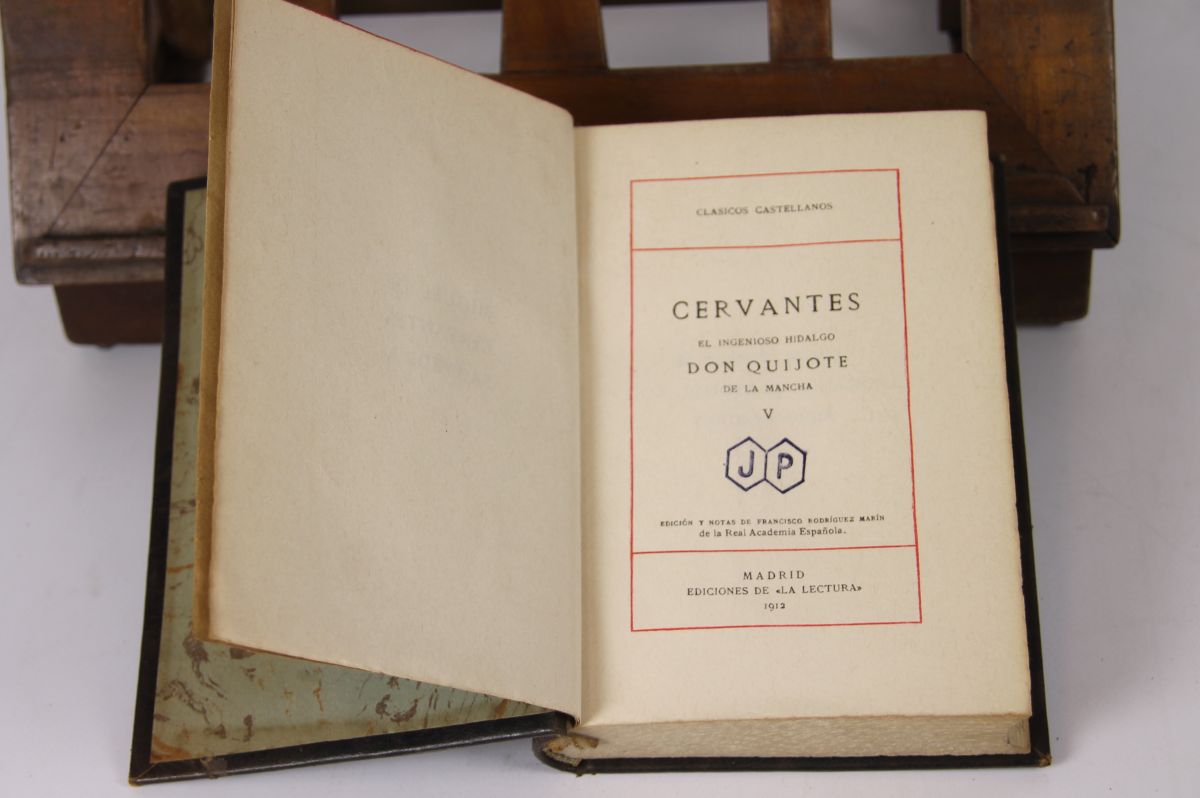 CLASICOS CASTELLANOS
CERVANTES
EL INGENIOSO HIDALGO
DON QUIJOTE
DE LA MANCHA
V
JP
EDICIÓN Y NOTAS DE FRANCISCO RODRÍGUEZ MARÍN
de la Real Academia Española.
MADRID
EDICIONES DE «LA LECTURA»
1912